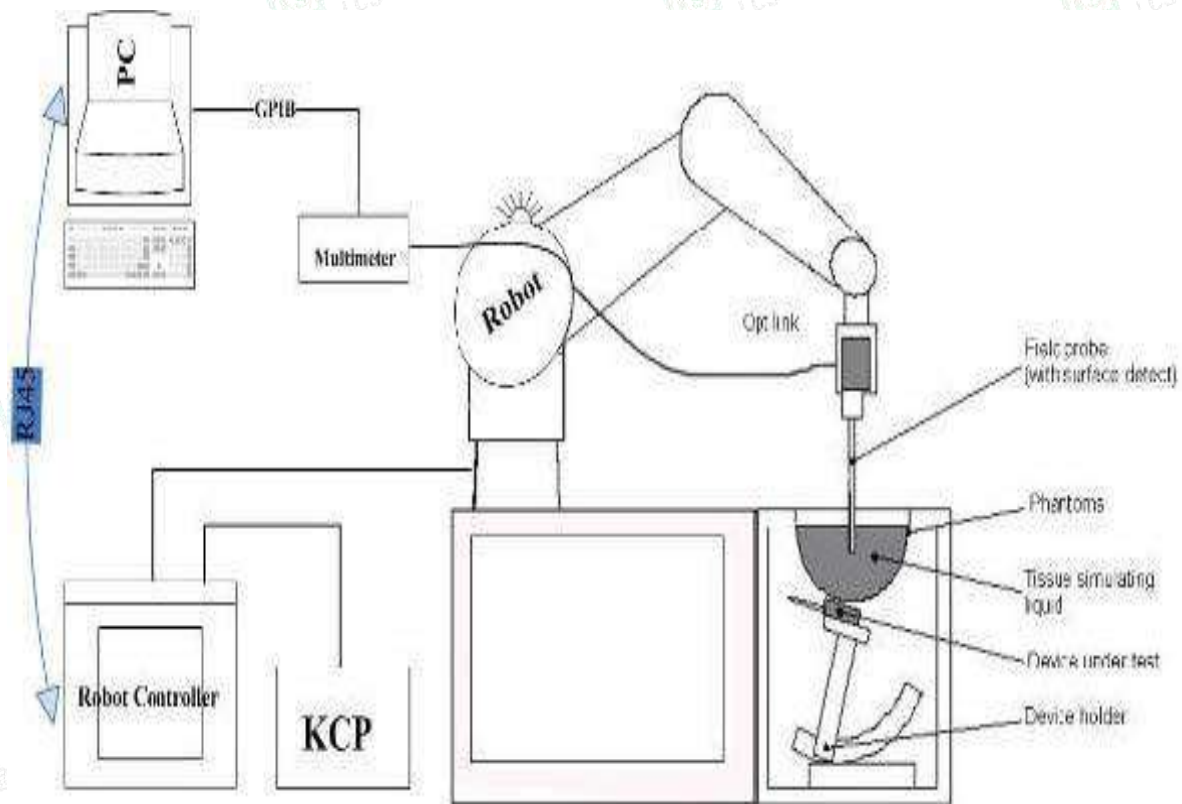 PC
GPIB
Multimeter
Robot
Opt link
Field probe
(with surface detect)
RJ45
Phantoms
Tissue simulating
liquid
Device under test
Robot Controller
KCP
Device holder